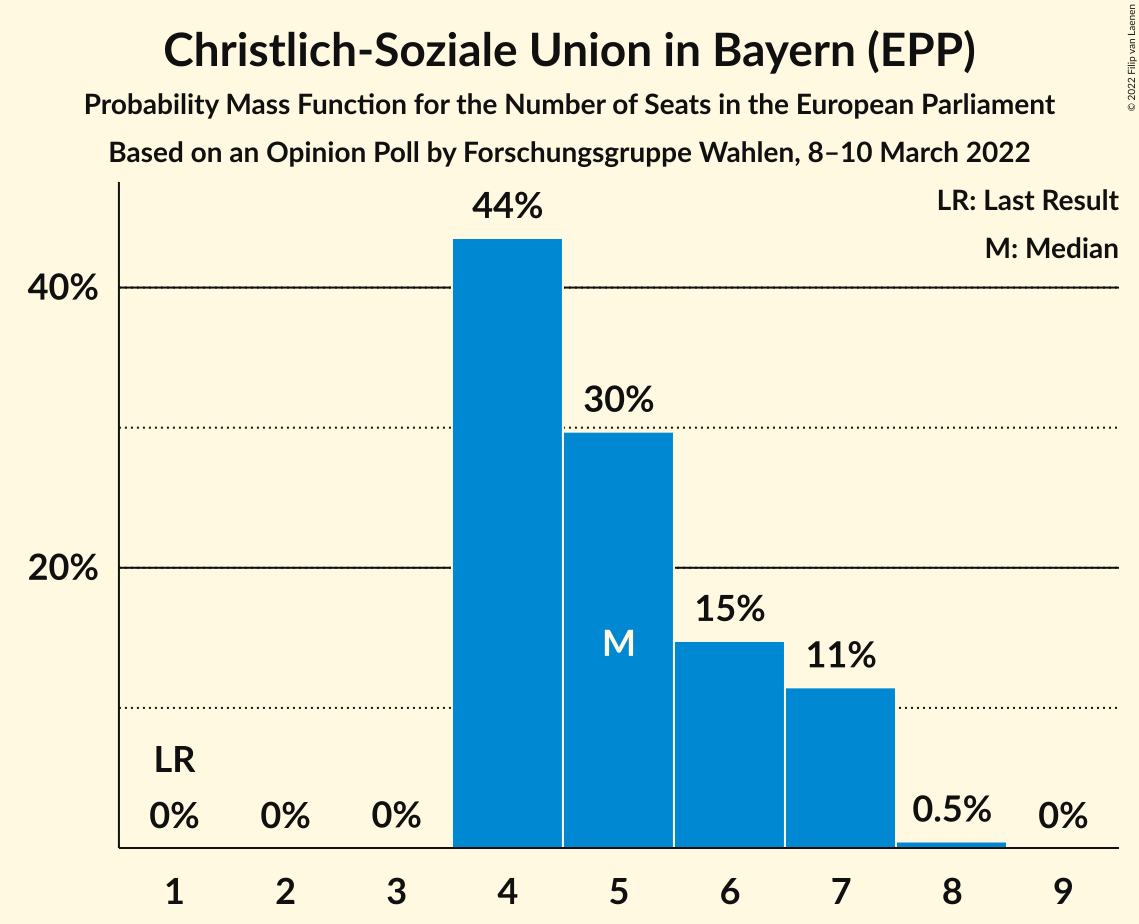 Christlich-Soziale Union in Bayern (EPP)
Probability Mass Function for the Number of Seats in the European Parliament
Based on an Opinion Poll by Forschungsgruppe Wahlen, 8–10 March 2022
© 2022 Filip van Laenen
LR: Last Result
M: Median
44%
40%
30%
20%
15%
M
11%
LR
0% 0% 0% 0.5% 0%
1 2 3 4 5 6 7 8 9